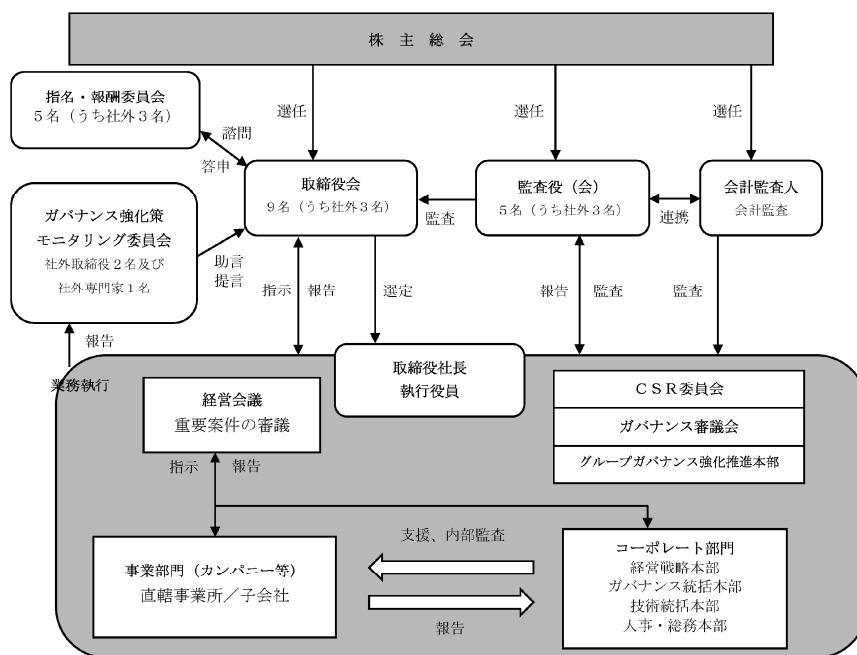 株主総会
指名・報酬委員会
5名（うち社外3名）
選任
選任
選任
諮問
答申
取締役会
9名（うち社外3名）
監査
監査役（会）
5名（うち社外3名）
連携
会計監査人
会計監査
ガバナンス強化策
モニタリング委員会
社外取締役2名及び
社外専門家1名
助言
提言
指示
報告
選定
報告
監査
監査
報告
業務執行
取締役社長
執行役員
経営会議
重要案件の審議
CSR委員会
ガバナンス審議会
グループガバナンス強化推進本部
指示
報告
事業部門（カンパニー等）
直轄事業所／子会社
支援、内部監査
報告
コーポレート部門
経営戦略本部
ガバナンス統括本部
技術統括本部
人事・総務本部